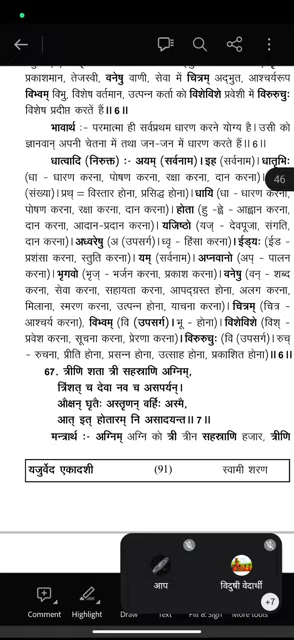 प्रकाशमान, तेजस्वी, वनेषु वाणी, सेवा में चित्रम् अद्भुत, आश्चर्यरूप
विभ्वम् विभु, विशेष वर्तमान, उत्पन्न कर्ता को विशेविशे प्रवेशी में विरुरुचुः
विशेष प्रदीप्त करते हैं ॥6॥
भावार्थ :- परमात्मा ही सर्वप्रथम धारण करने योग्य है। उसी को
ज्ञानवान् अपनी चेतना में तथा जन-जन में धारण करते हैं ॥6॥
धात्वादि (निरुक्त) :- अयम् (सर्वनाम)। इह (सर्वनाम)। धातृभिः
(धा - धारण करना, पोषण करना, रक्षा करना, दान करना)।
(संख्या)। प्रथ् = विस्तार होना, प्रसिद्ध होना)। धायि (धा - धारण करना,
पोषण करना, रक्षा करना, दान करना)। होता (हु -ह्वे - आह्वान करना,
दान करना, आदान-प्रदान करना)। यजिष्ठो (यज् - देवपूजा, संगति,
दान करना)। अध्वरेषु (अ (उपसर्ग)। ध्वृ - हिंसा करना)। ईड्यः (ईड -
प्रशंसा करना, स्तुति करना)। यम् (सर्वनाम)। अप्नवानो (अप् - पालन
करना)। भृगवो (भृज् - भर्जन करना, प्रकाश करना)। वनेषु (वन् - शब्द
करना, सेवा करना, सहायता करना, आपद्ग्रस्त होना, अलग करना,
मिलाना, स्मरण करना, उत्पन्न होना, याचना करना)। चित्रम् (चित्र -
आश्चर्य करना), विभ्वम् (वि (उपसर्ग)। भू - होना)। विशेविशे (विश् -
प्रवेश करना, सूचना करना, प्रेरणा करना)। विरुरुचुः (वि (उपसर्ग)। रुच्
- रुचना, प्रीति होना, प्रसन्न होना, उत्साह होना, प्रकाशित होना)॥6॥
46
67. त्रीणि शता त्री सहस्राणि अग्निम्,
त्रिंशत् च देवा नव च असपर्यन्।
औक्षन् घृतैः अस्तृणन् वर्हिः अस्मै,
आत् इत् होतारम् नि असादयन्त॥7॥
मन्त्रार्थ :- अग्निम् अग्नि को त्री त्रीन सहस्राणि हजार, त्रीणि
यजुर्वेद एकादशी (91) स्वामी शरण
आप
विदुषी वेदार्थी
+7
Comment Highlight Draw Text Fill & Sign More tools